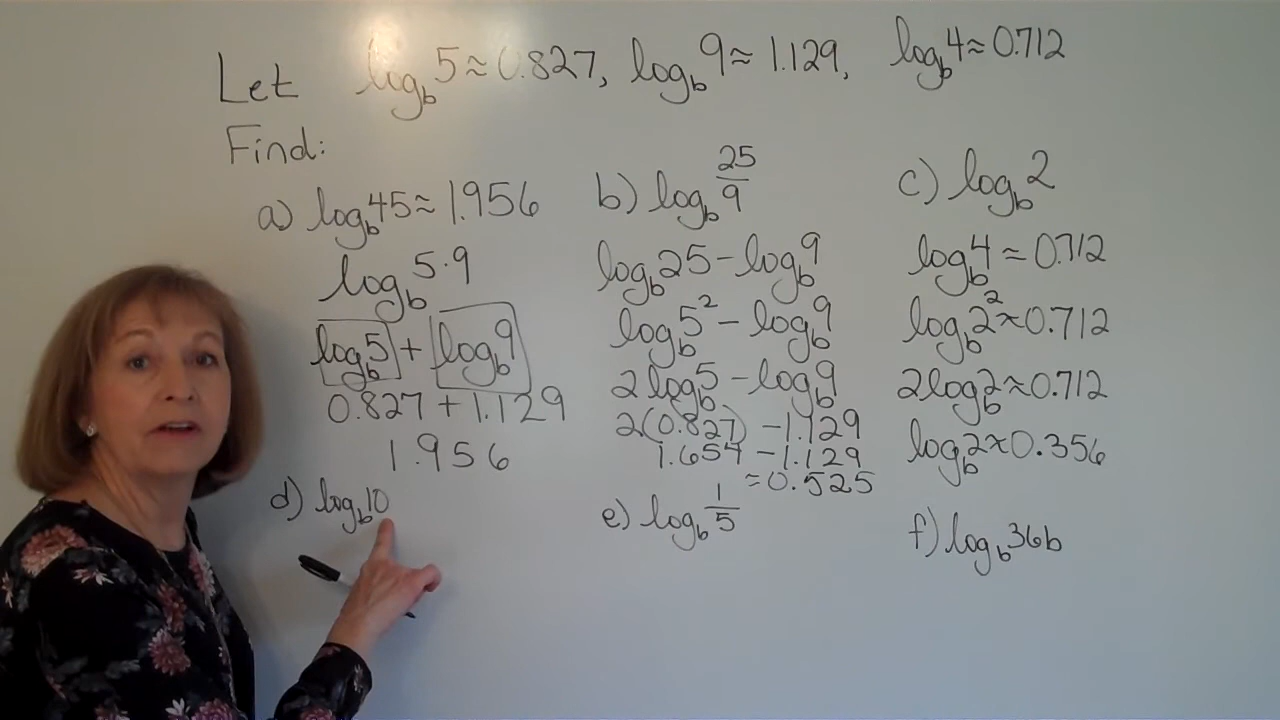 Let log_b 5 ≈ 0.827, log_b 9 ≈ 1.129, log_b 4 ≈ 0.712
Find:
a) log_b 45 ≈ 1.956
log_b 5·9
log_b 5 + log_b 9
0.827 + 1.129
1.956
b) log_b 25/9
log_b 25 - log_b 9
log_b 5² - log_b 9
2 log_b 5 - log_b 9
2(0.827) - 1.129
1.654 - 1.129
≈ 0.525
c) log_b 2
log_b 4 ≈ 0.712
log_b 2² ≈ 0.712
2 log_b 2 ≈ 0.712
log_b 2 ≈ 0.356
d) log_b 10
e) log_b 1/5
f) log_b 36b